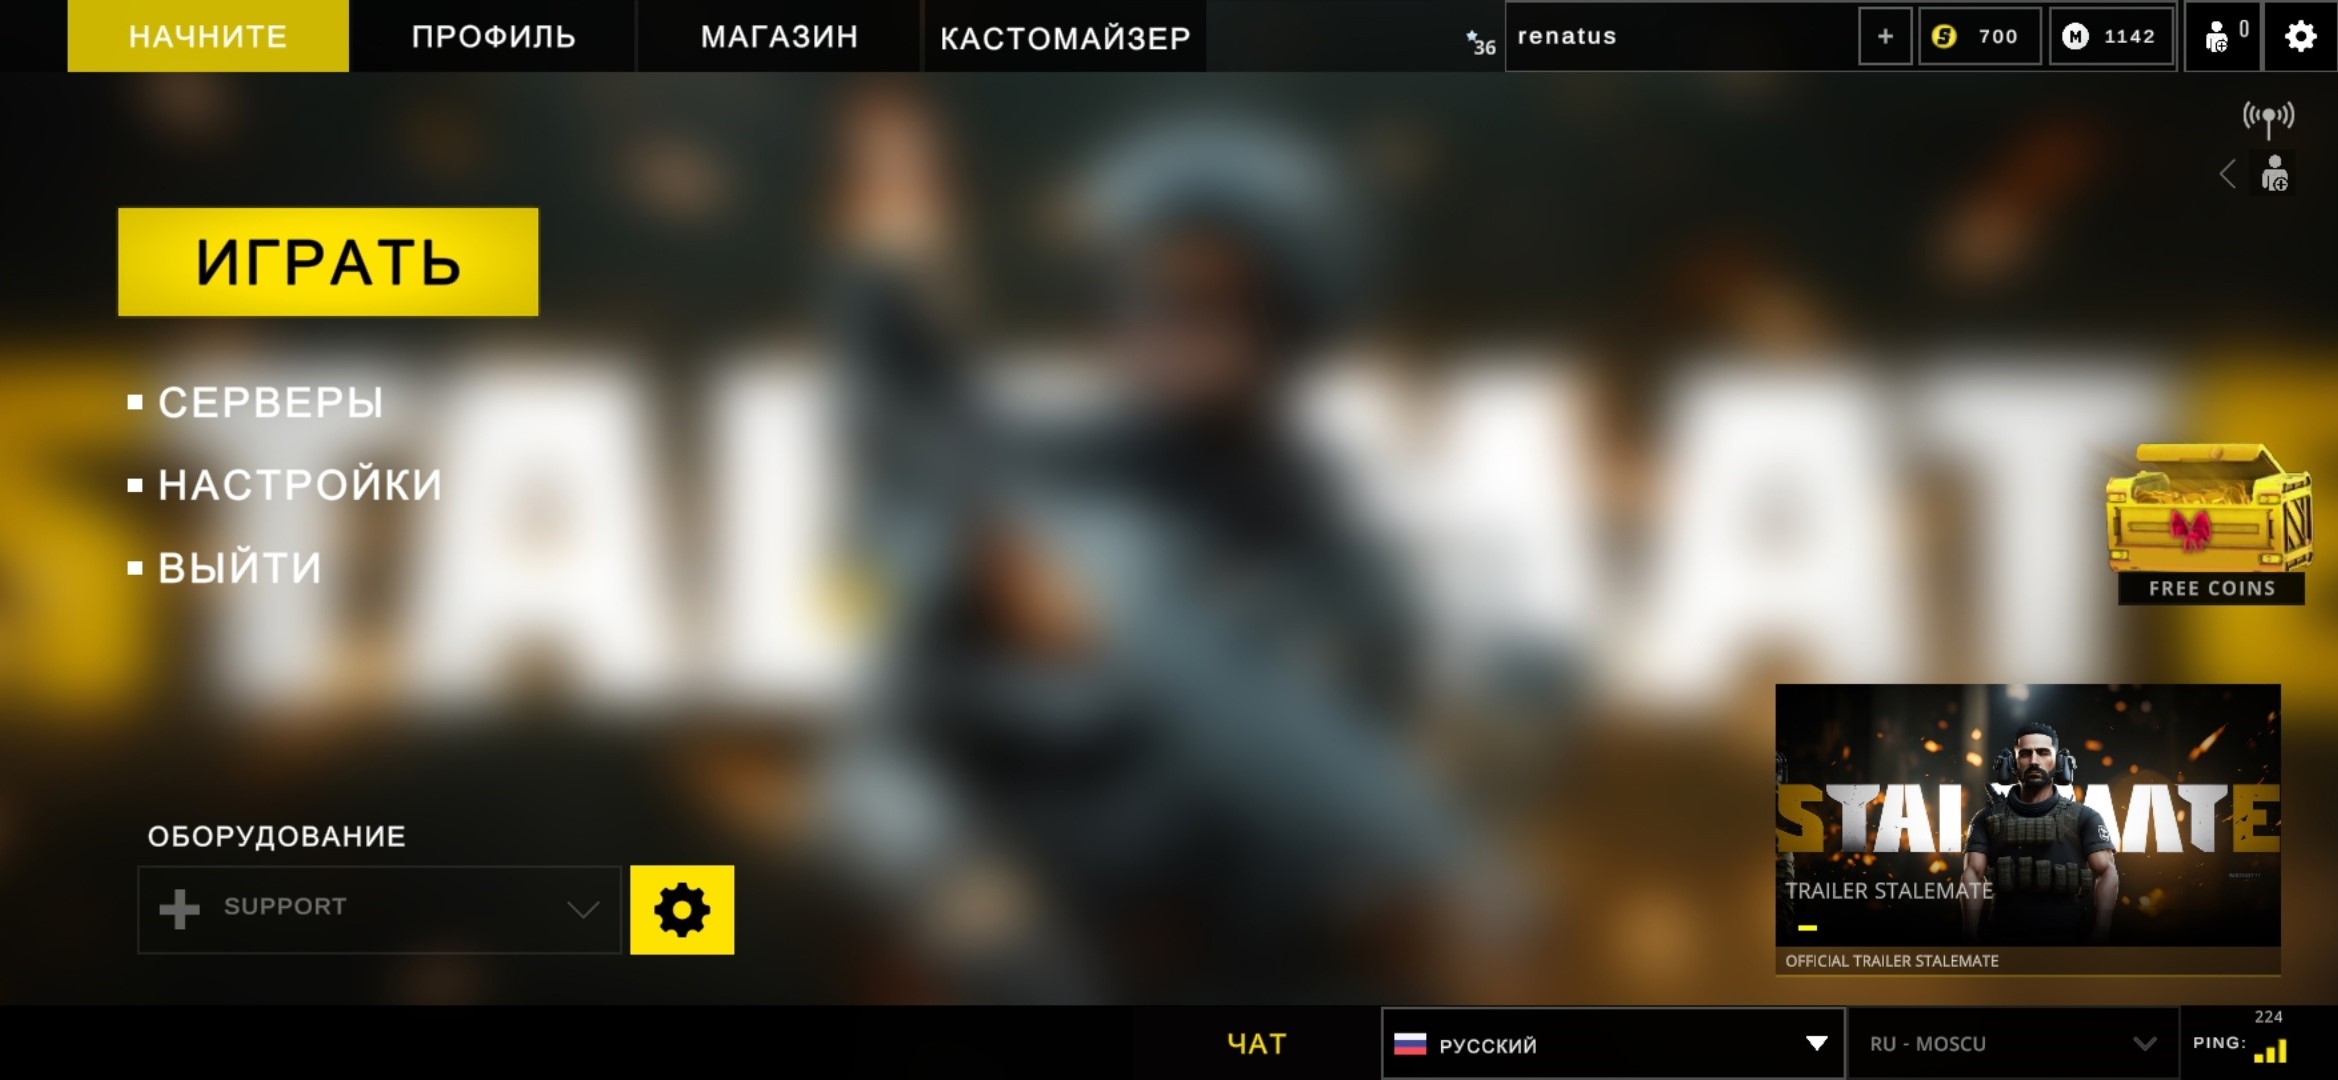 НАЧНИТЕ ПРОФИЛЬ МАГАЗИН КАСТОМАЙЗЕР 36 renatus + S 700 M 1142 0
ИГРАТЬ
СЕРВЕРЫ
НАСТРОЙКИ
ВЫЙТИ
STALEMATE
FREE COINS
ОБОРУДОВАНИЕ
SUPPORT
STALEMATE
TRAILER STALEMATE
OFFICIAL TRAILER STALEMATE
ЧАТ РУССКИЙ RU - MOSCU PING: 224